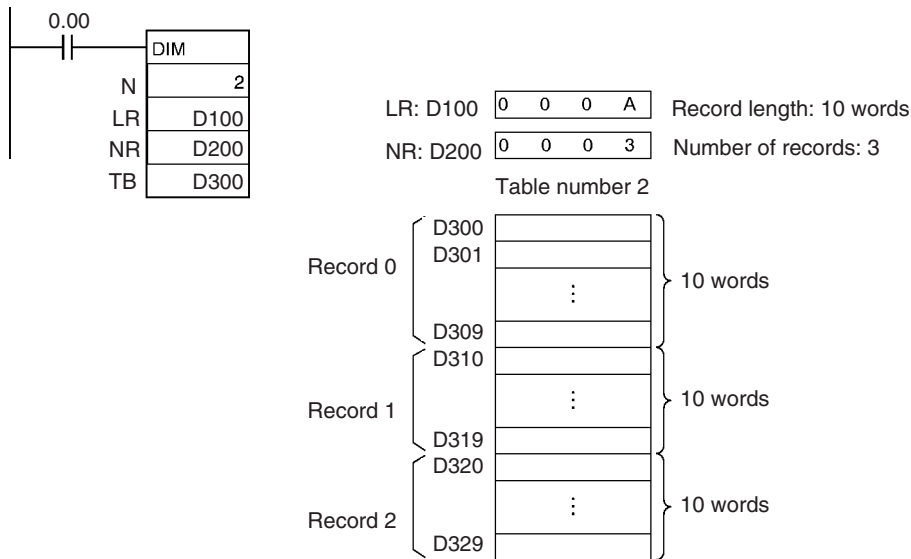 0.00
DIM
N 2
LR D100
NR D200
TB D300
LR: D100 0 0 0 A Record length: 10 words
NR: D200 0 0 0 3 Number of records: 3
Table number 2
D300
D301
Record 0
10 words
D309
D310
Record 1
10 words
D319
D320
Record 2
10 words
D329